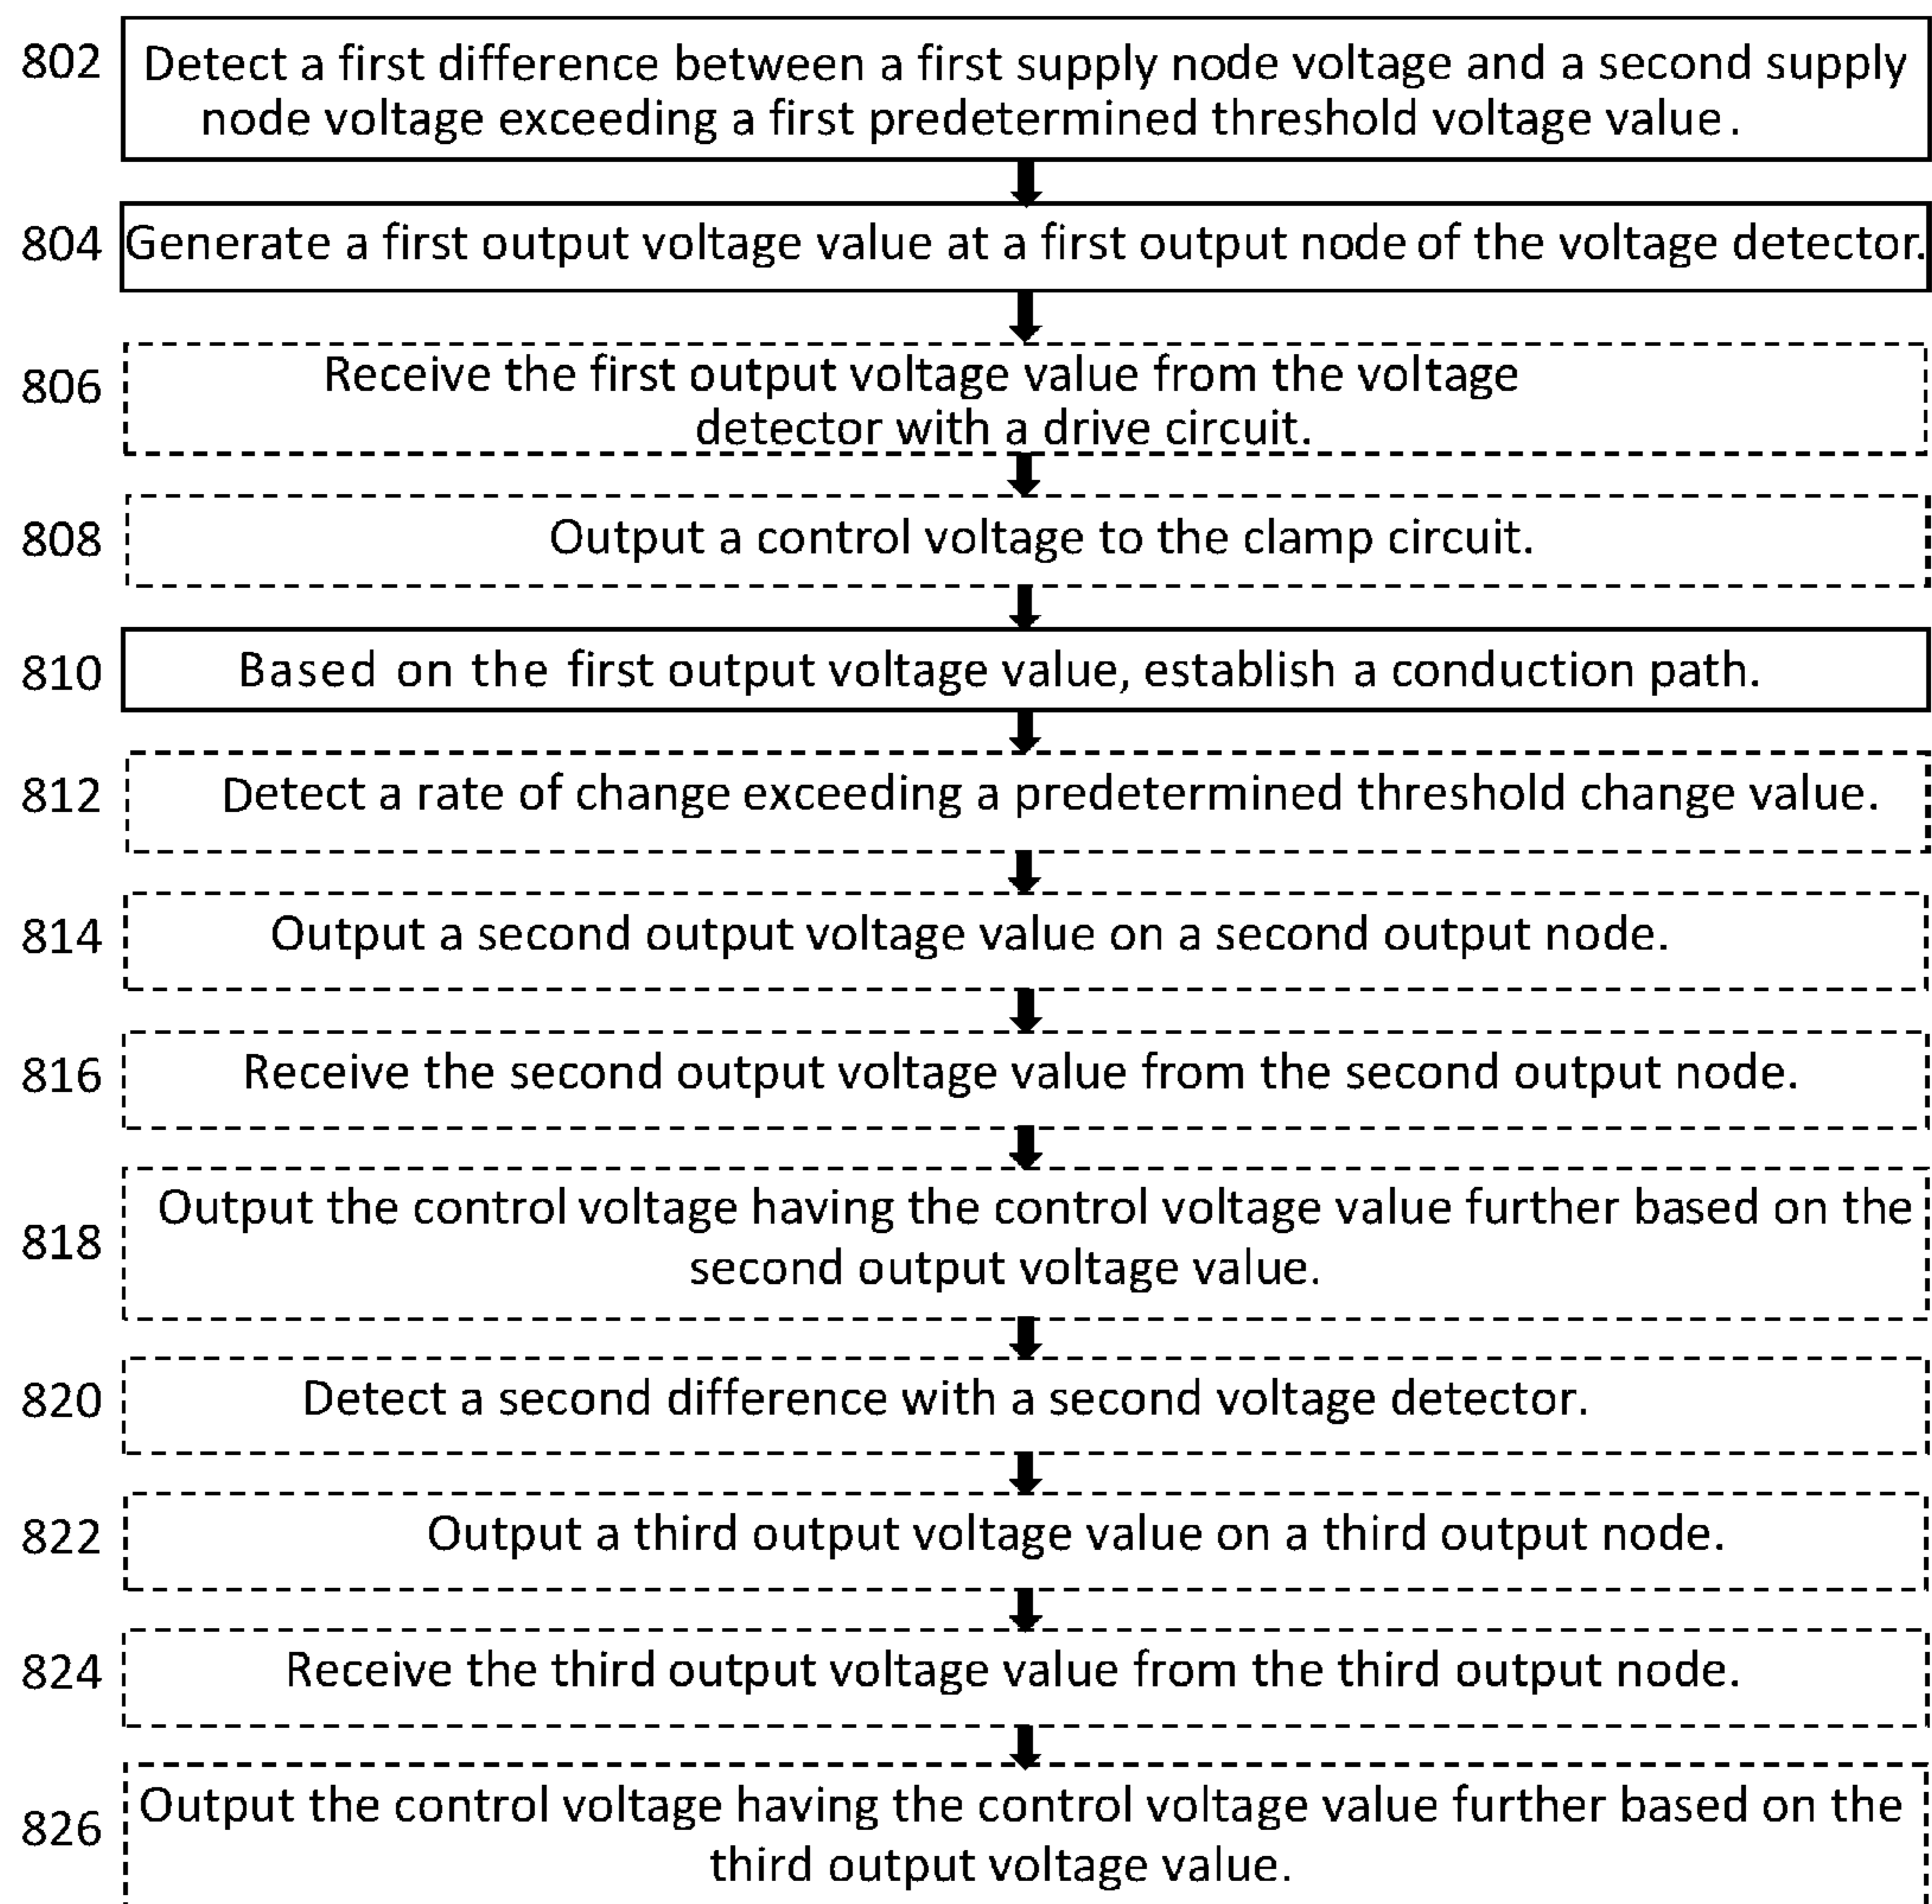 802
Detect a first difference between a first supply node voltage and a second supply
node voltage exceeding a first predetermined threshold voltage value.
804
Generate a first output voltage value at a first output node of the voltage detector.
806
Receive the first output voltage value from the voltage
detector with a drive circuit.
808
Output a control voltage to the clamp circuit.
810
Based on the first output voltage value, establish a conduction path.
812
Detect a rate of change exceeding a predetermined threshold change value.
814
Output a second output voltage value on a second output node.
816
Receive the second output voltage value from the second output node.
818
Output the control voltage having the control voltage value further based on the
second output voltage value.
820
Detect a second difference with a second voltage detector.
822
Output a third output voltage value on a third output node.
824
Receive the third output voltage value from the third output node.
826
Output the control voltage having the control voltage value further based on the
third output voltage value.